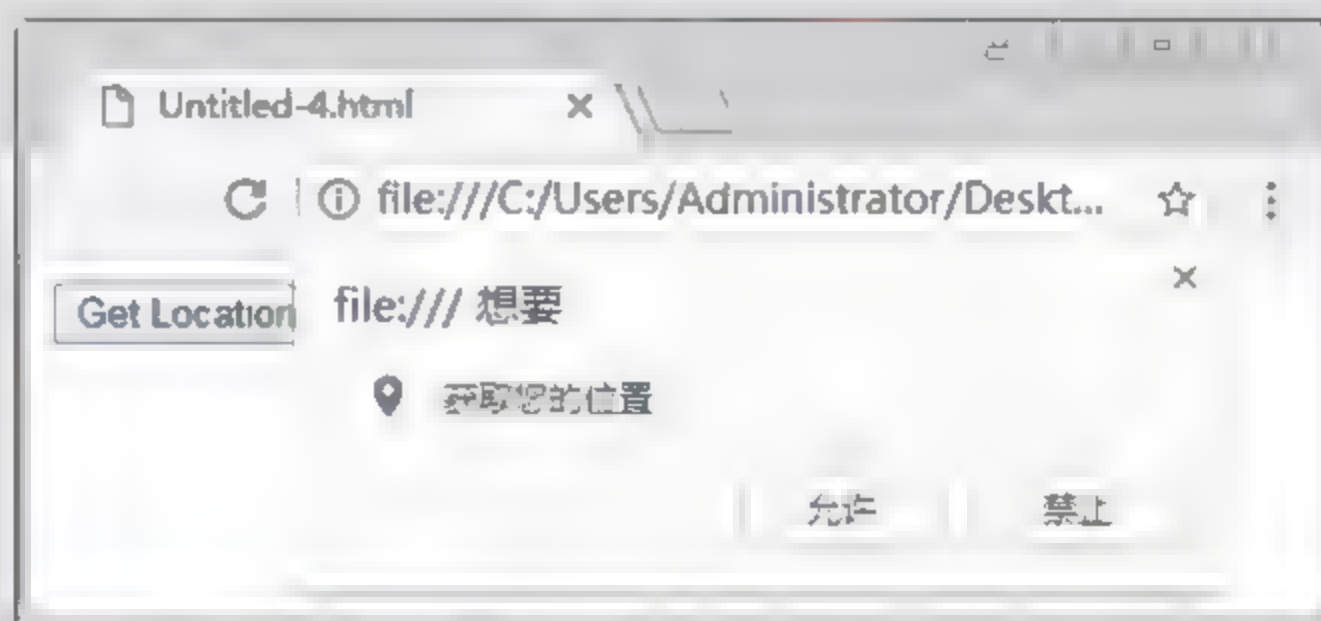 Untitled-4.html
file:///C:/Users/Administrator/Deskt...
Get Location
file:/// 想要
获取您的位置
允许 禁止